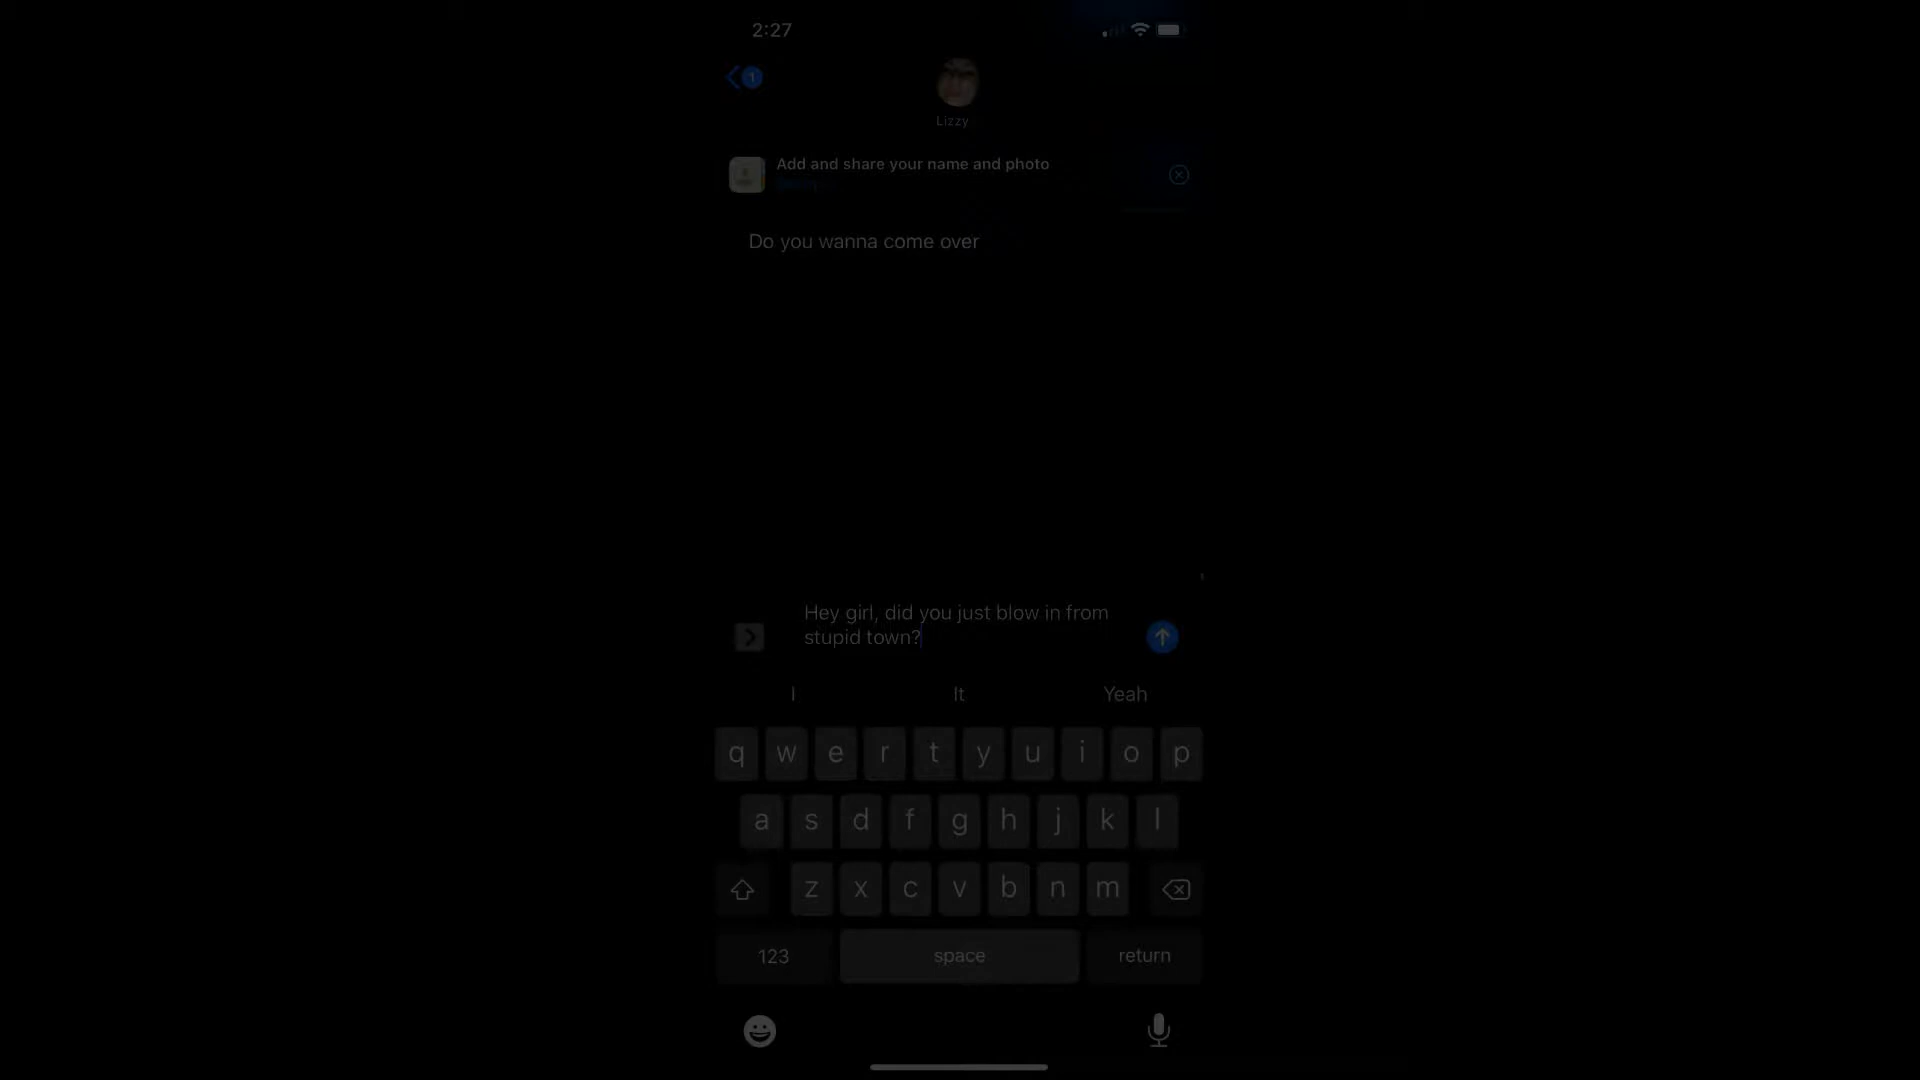 2:27
1
Lizzy
Add and share your name and photo
Do you wanna come over
Hey girl, did you just blow in from
stupid town?
I It Yeah
q w e r t y u i o p
a s d f g h j k l
z x c v b n m
123 space return